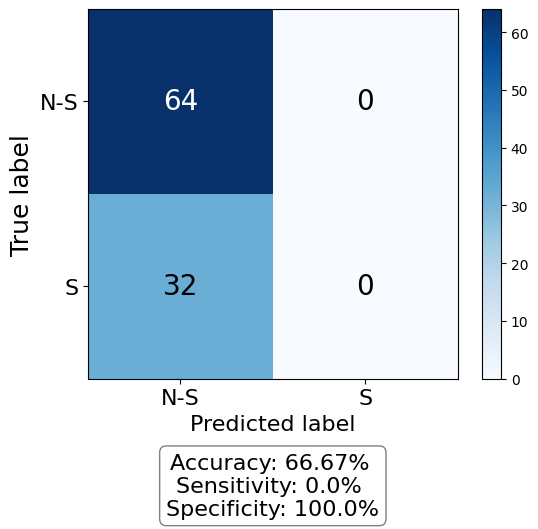 True label
N-S
64
0
S
32
0
N-S
S
Predicted label
60
50
40
30
20
10
0
Accuracy: 66.67%
Sensitivity: 0.0%
Specificity: 100.0%